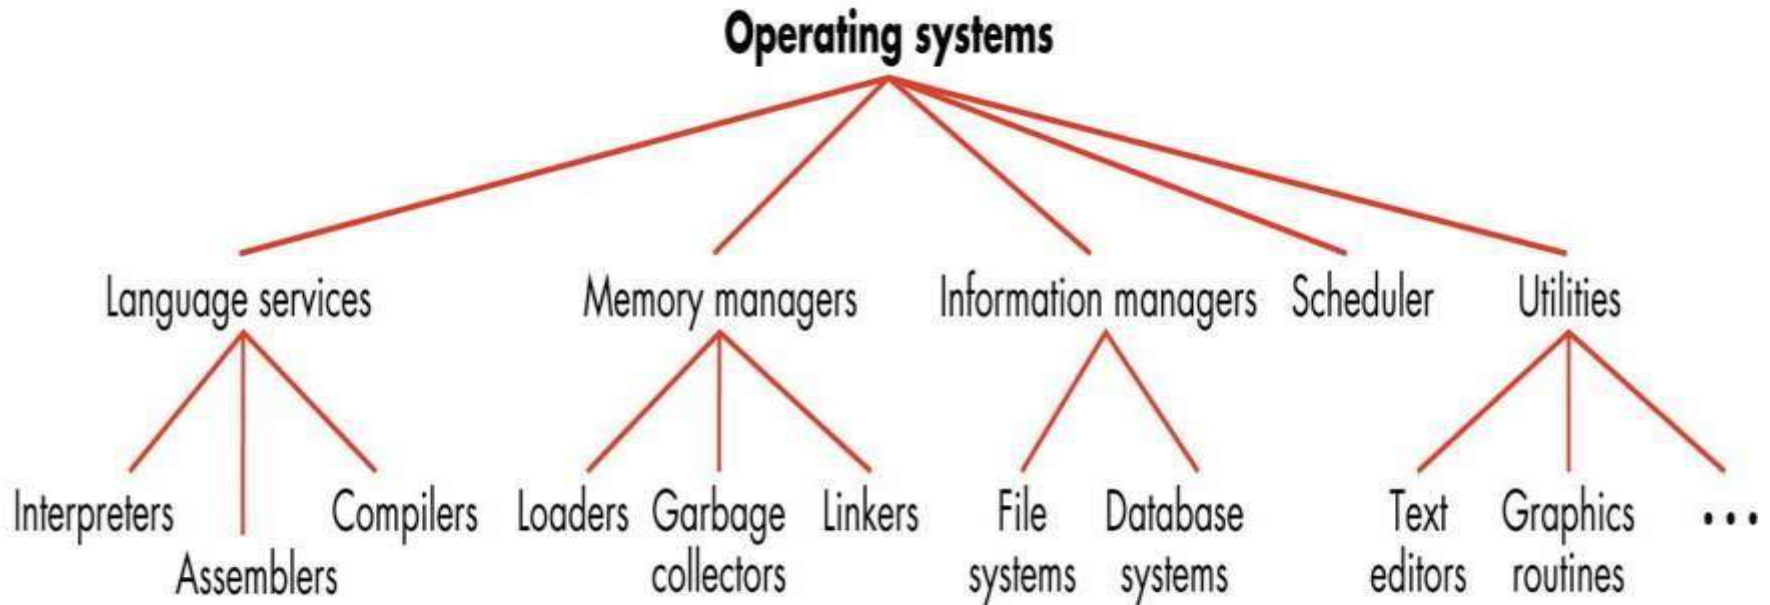 Operating systems
Language services
Memory managers
Information managers
Scheduler
Utilities
Interpreters
Assemblers
Compilers
Loaders
Garbage
collectors
Linkers
File
systems
Database
systems
Text
editors
Graphics
routines
...